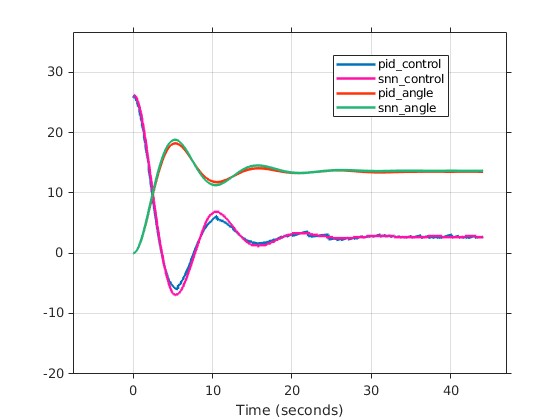 pid_control
snn_control
pid_angle
snn_angle
30
20
10
0
-10
-20
0 10 20 30 40
Time (seconds)